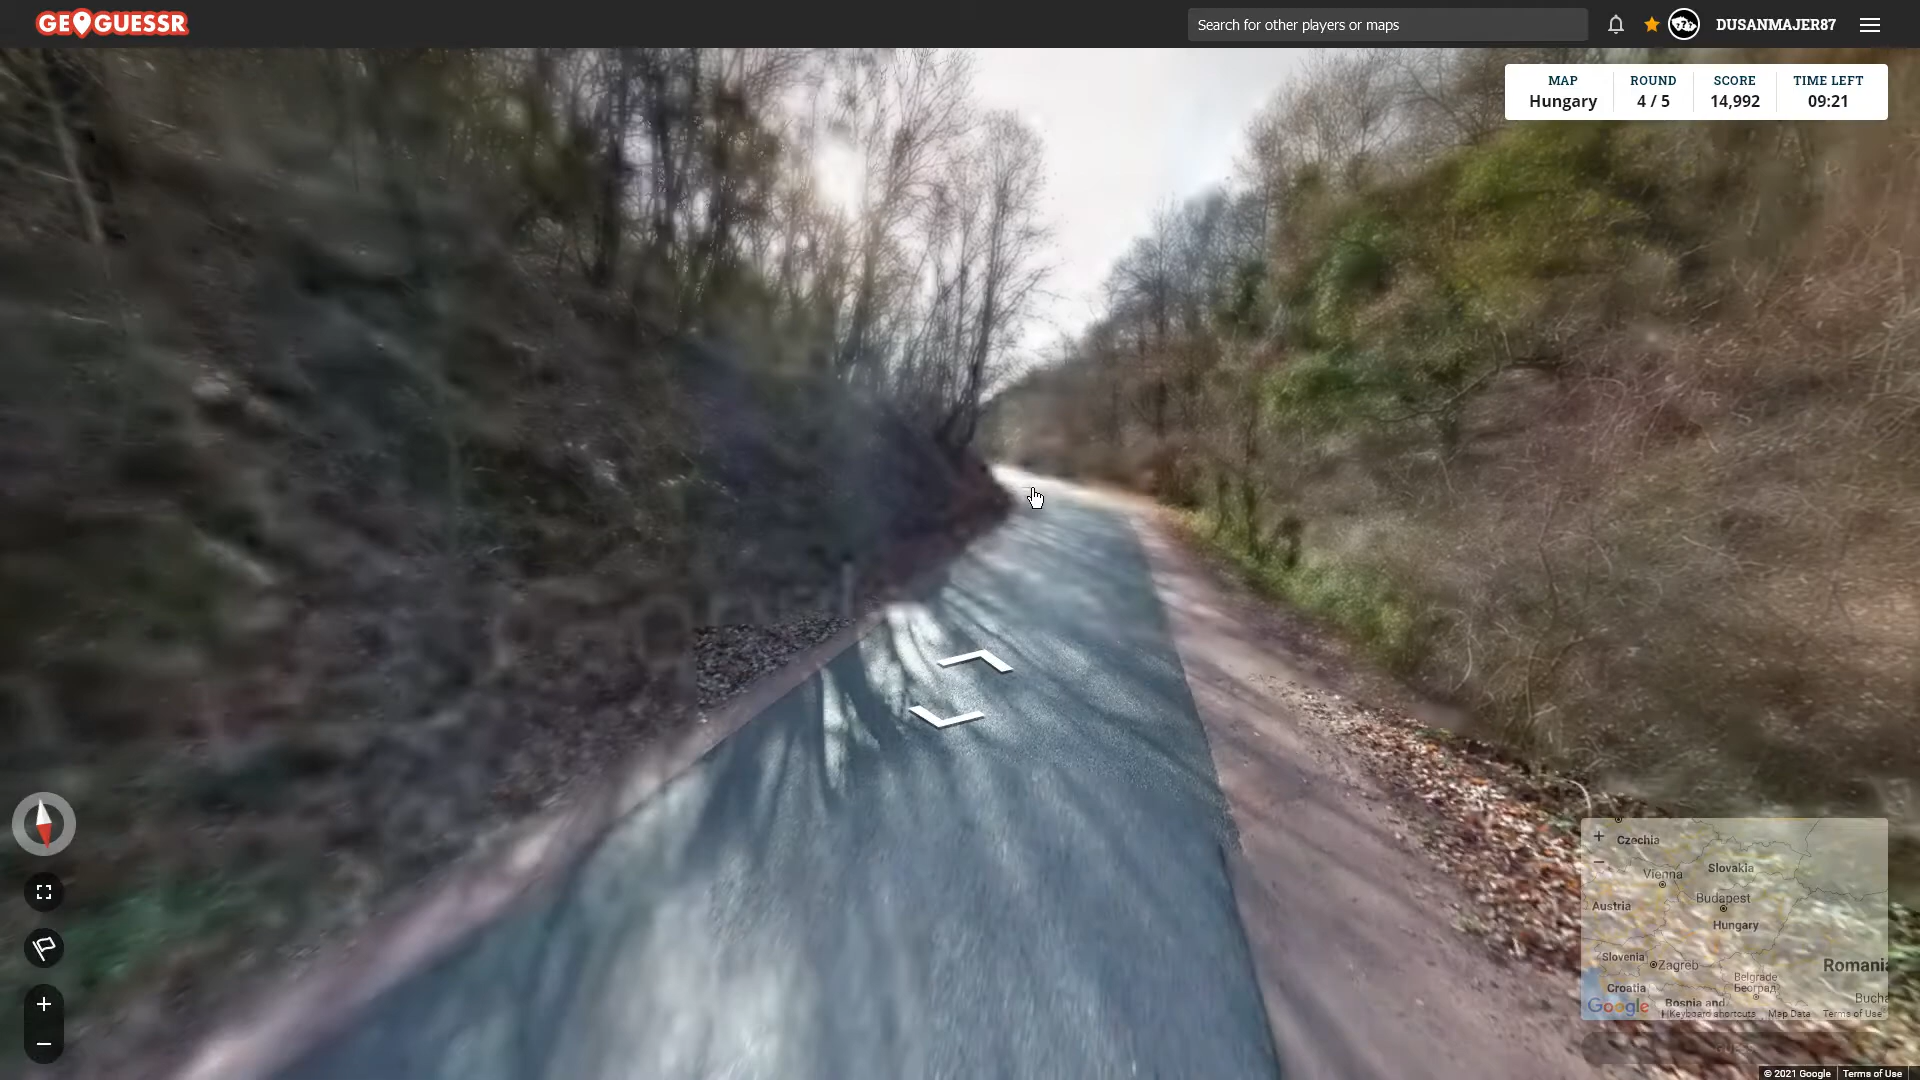 GEOGUESSR
Search for other players or maps
DUSANMAJER87
MAP
Hungary
ROUND
4 / 5
SCORE
14,992
TIME LEFT
09:21
Czechia
Slovakia
Vienna
Budapest
Austria
Hungary
Slovenia
Zagreb
Romania
Belgrade
Београд
Croatia
Bosnia and
Bucha
Google
Keyboard shortcuts
Map Data
Terms of Use
© 2021 Google
Terms of Use